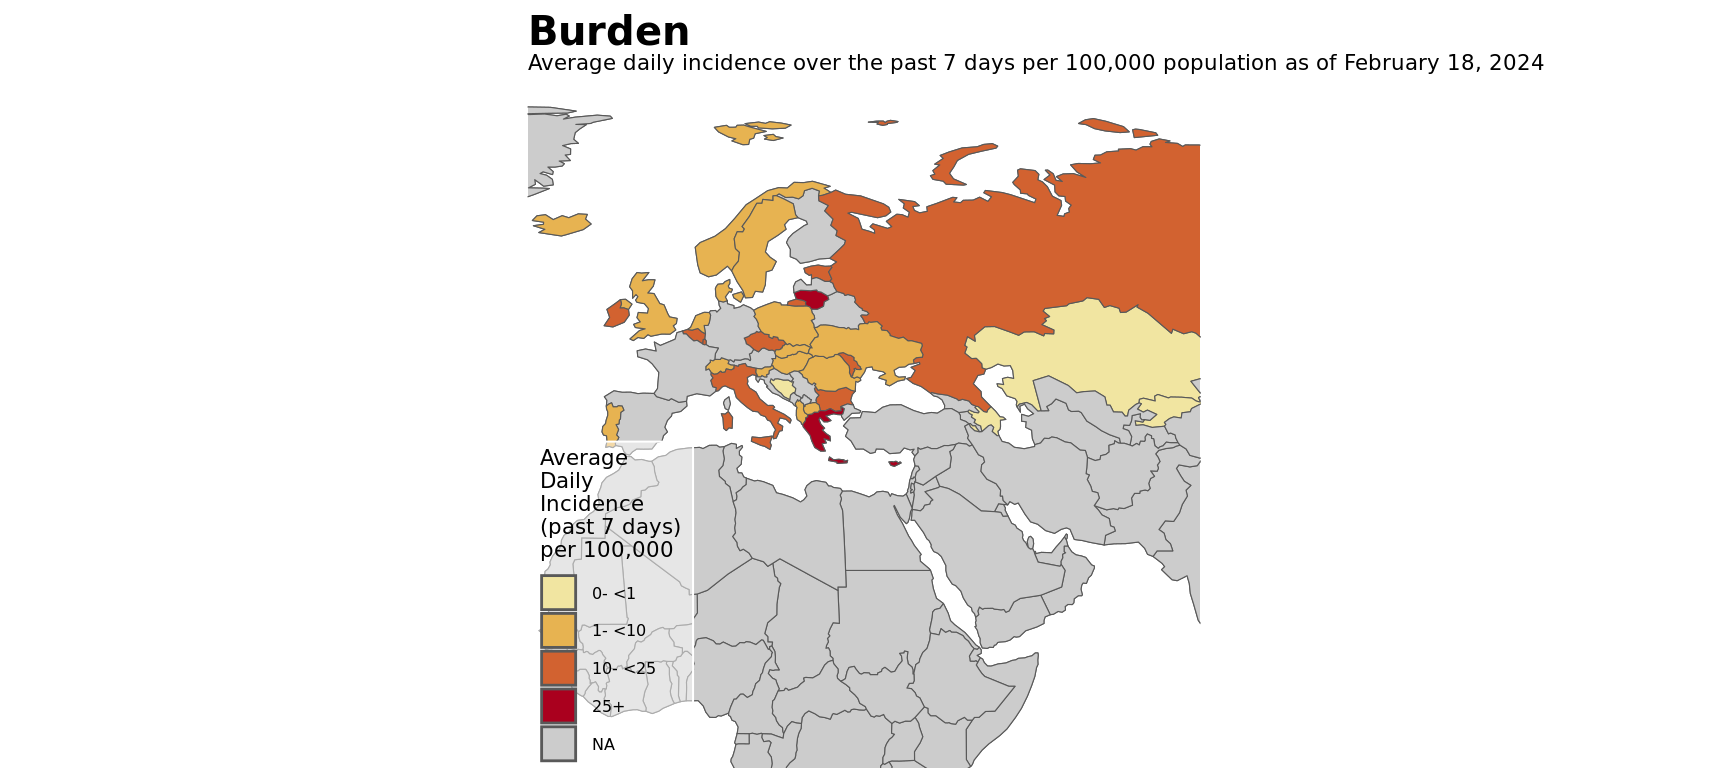 Burden
Average daily incidence over the past 7 days per 100,000 population as of February 18, 2024
Average
Daily
Incidence
(past 7 days)
per 100,000
0- <1
1- <10
10- <25
25+
NA